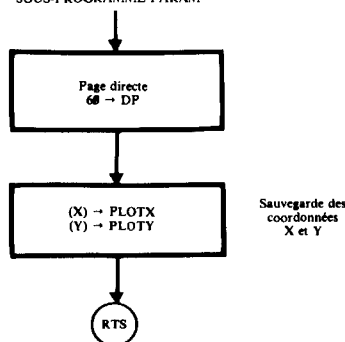 SOUS-PROGRAMME PARAM
Page directe
60 → DP
(X) → PLOTX
(Y) → PLOTY
Sauvegarde des
coordonnées
X et Y
RTS